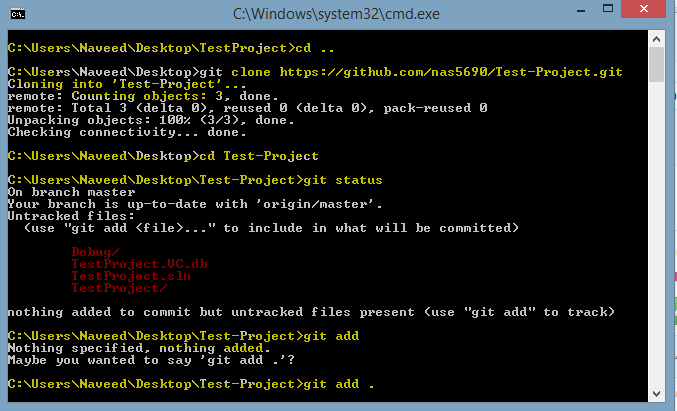 C:\Windows\system32\cmd.exe
C:\Users\Naveed\Desktop\TestProject>cd ..
C:\Users\Naveed\Desktop>git clone https://github.com/nas5690/Test-Project.git
Cloning into 'Test-Project'...
remote: Counting objects: 3, done.
remote: Total 3 (delta 0), reused 0 (delta 0), pack-reused 0
Unpacking objects: 100% (3/3), done.
Checking connectivity... done.
C:\Users\Naveed\Desktop>cd Test-Project
C:\Users\Naveed\Desktop\Test-Project>git status
On branch master
Your branch is up-to-date with 'origin/master'.
Untracked files:
  (use "git add <file>..." to include in what will be committed)
        Debug/
        TestProject.VC.db
        TestProject.sln
        TestProject/
nothing added to commit but untracked files present (use "git add" to track)
C:\Users\Naveed\Desktop\Test-Project>git add
Nothing specified, nothing added.
Maybe you wanted to say 'git add .'?
C:\Users\Naveed\Desktop\Test-Project>git add .